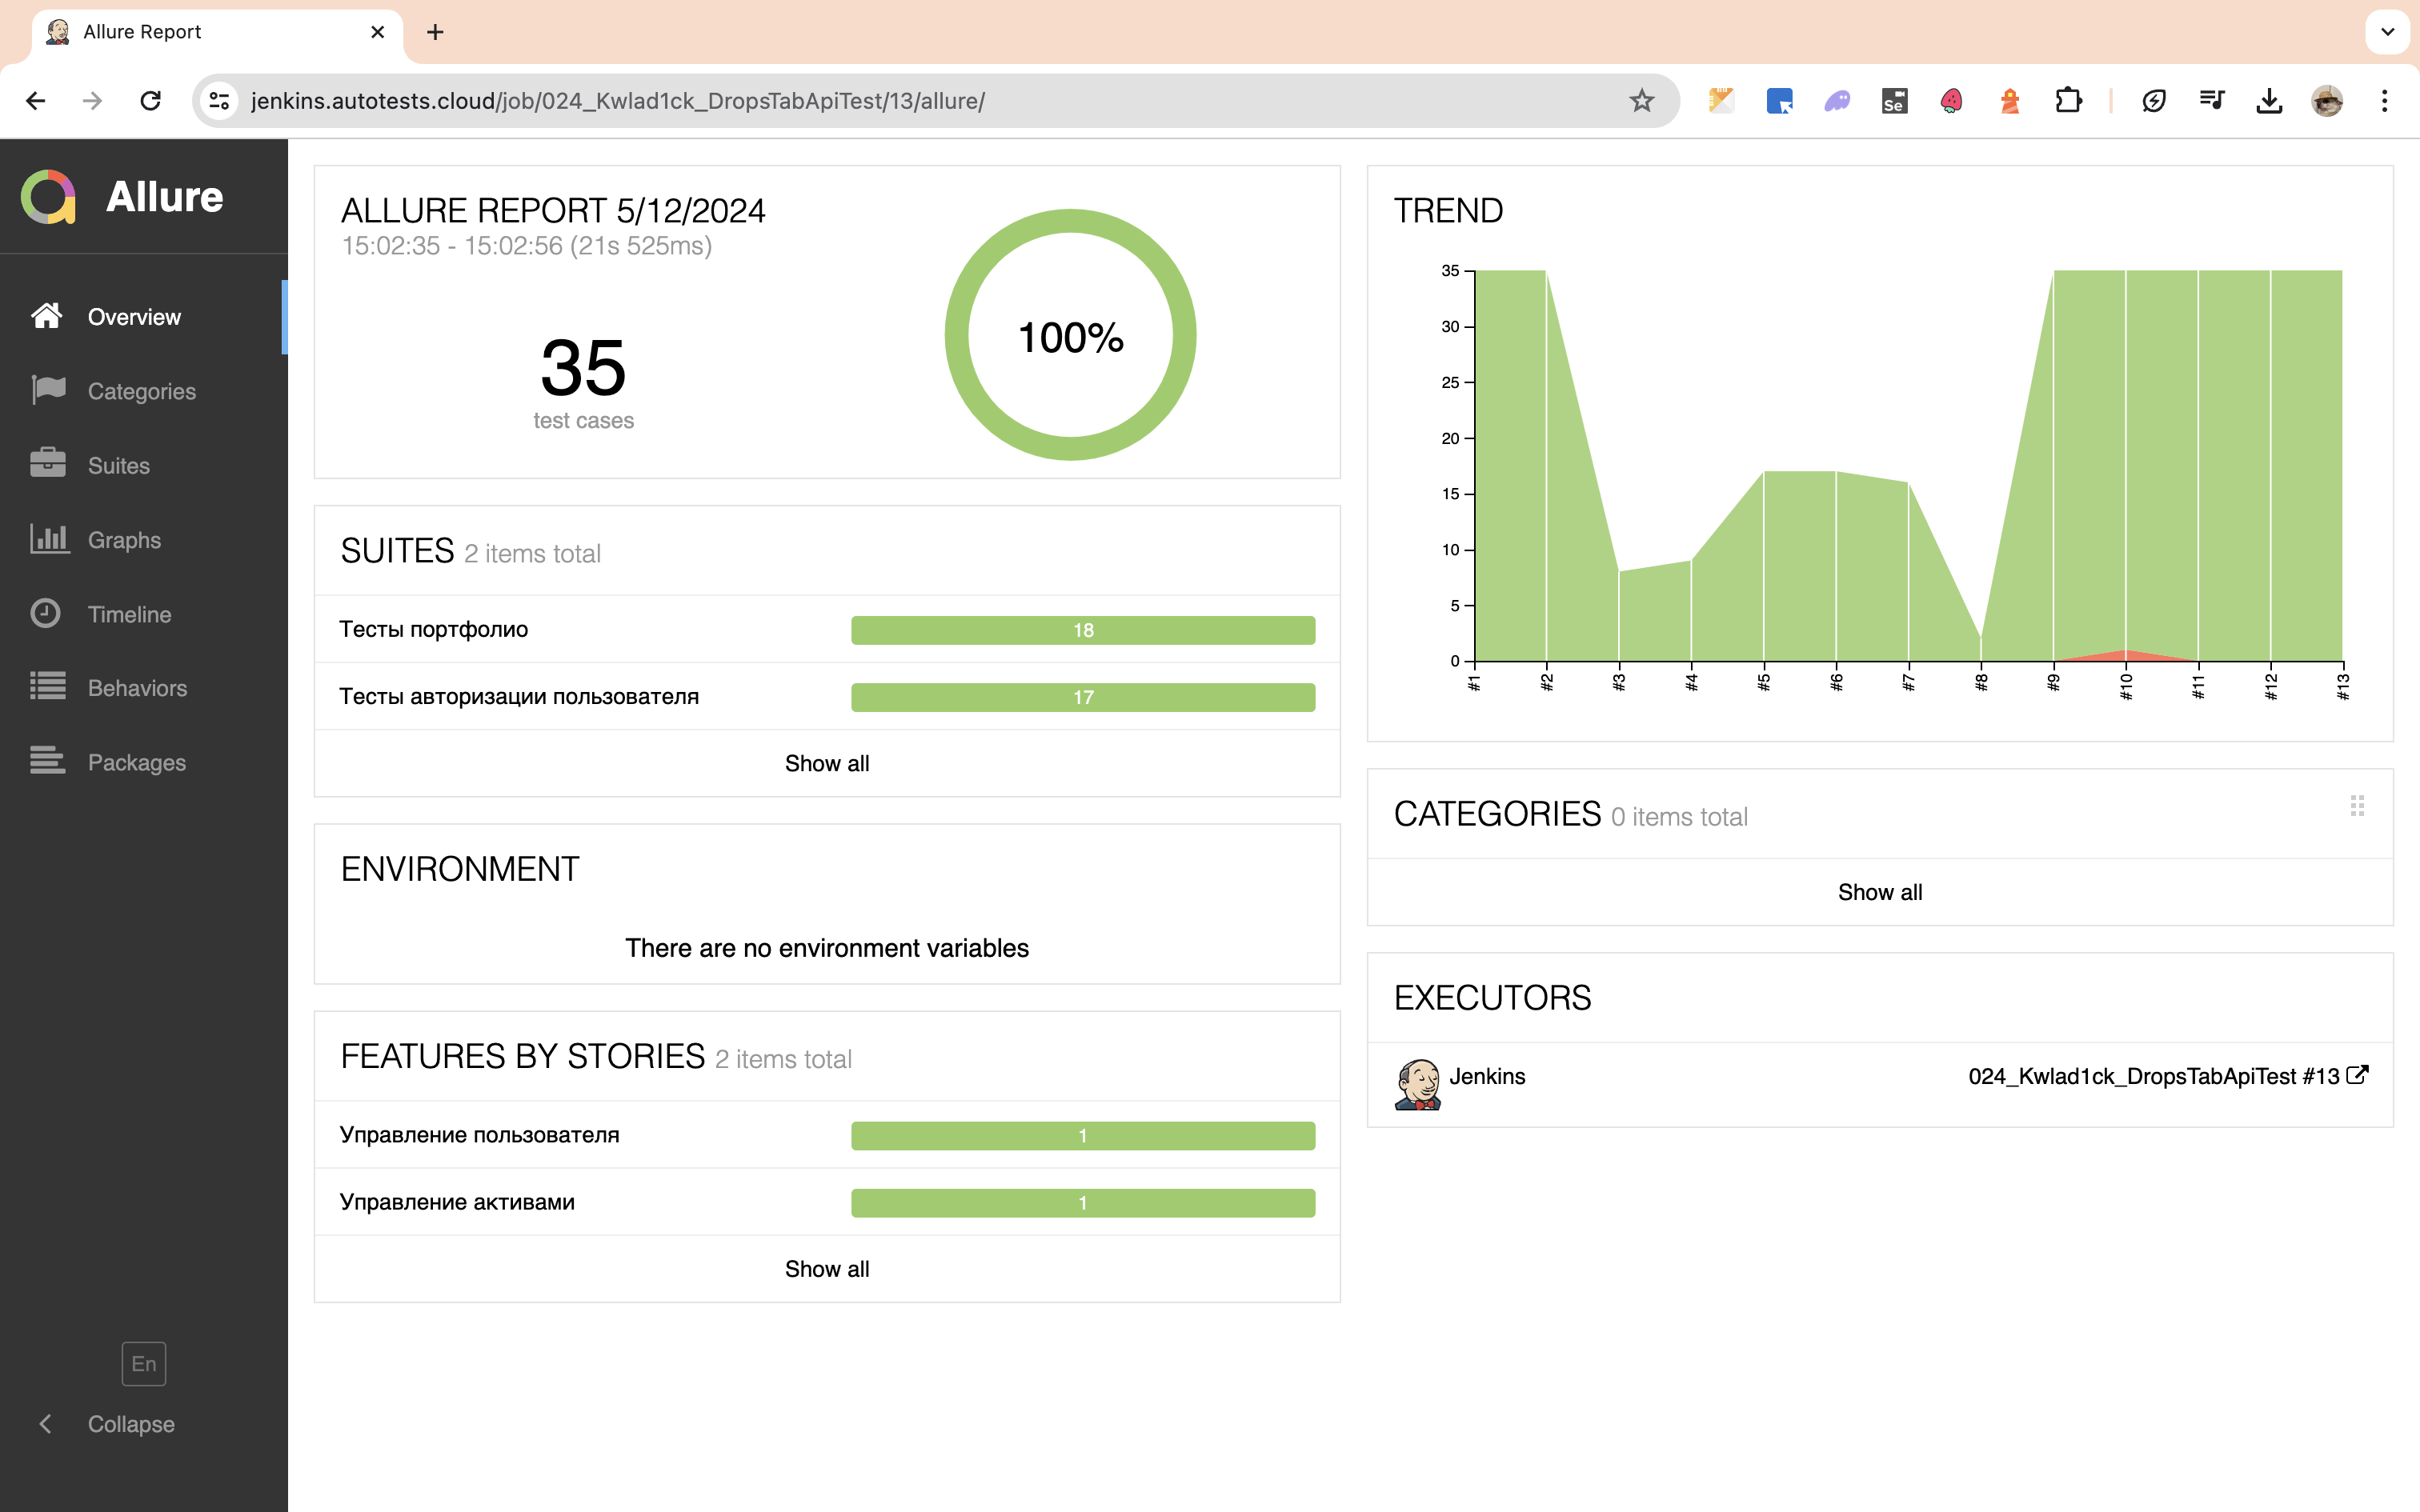 Allure Report
jenkins.autotests.cloud/job/024_Kwlad1ck_DropsTabApiTest/13/allure/
Se
Allure
Overview
Categories
Suites
Graphs
Timeline
Behaviors
Packages
En
Collapse
ALLURE REPORT 5/12/2024
15:02:35 - 15:02:56 (21s 525ms)
35
test cases
100%
SUITES 2 items total
Тесты портфолио 18
Тесты авторизации пользователя 17
Show all
ENVIRONMENT
There are no environment variables
FEATURES BY STORIES 2 items total
Управление пользователя 1
Управление активами 1
Show all
TREND
35
30
25
20
15
10
5
0
#1 #2 #3 #4 #5 #6 #7 #8 #9 #10 #11 #12 #13
CATEGORIES 0 items total
Show all
EXECUTORS
Jenkins 024_Kwlad1ck_DropsTabApiTest #13